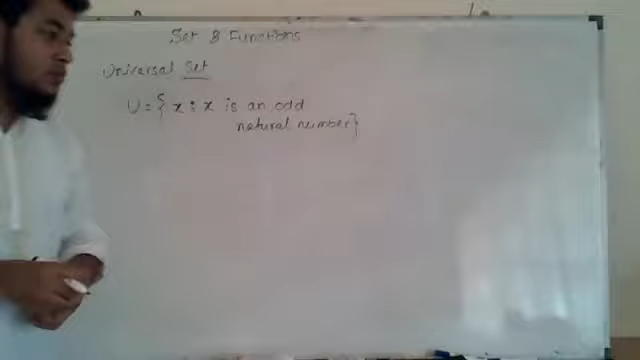 Set & Functions
Universal Set
U = { x : x is an odd
natural number}